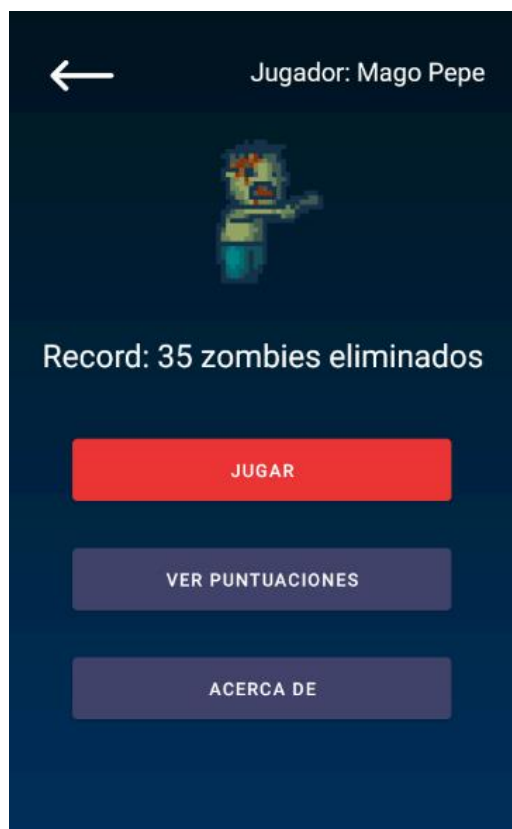 Jugador: Mago Pepe
Record: 35 zombies eliminados
JUGAR
VER PUNTUACIONES
ACERCA DE